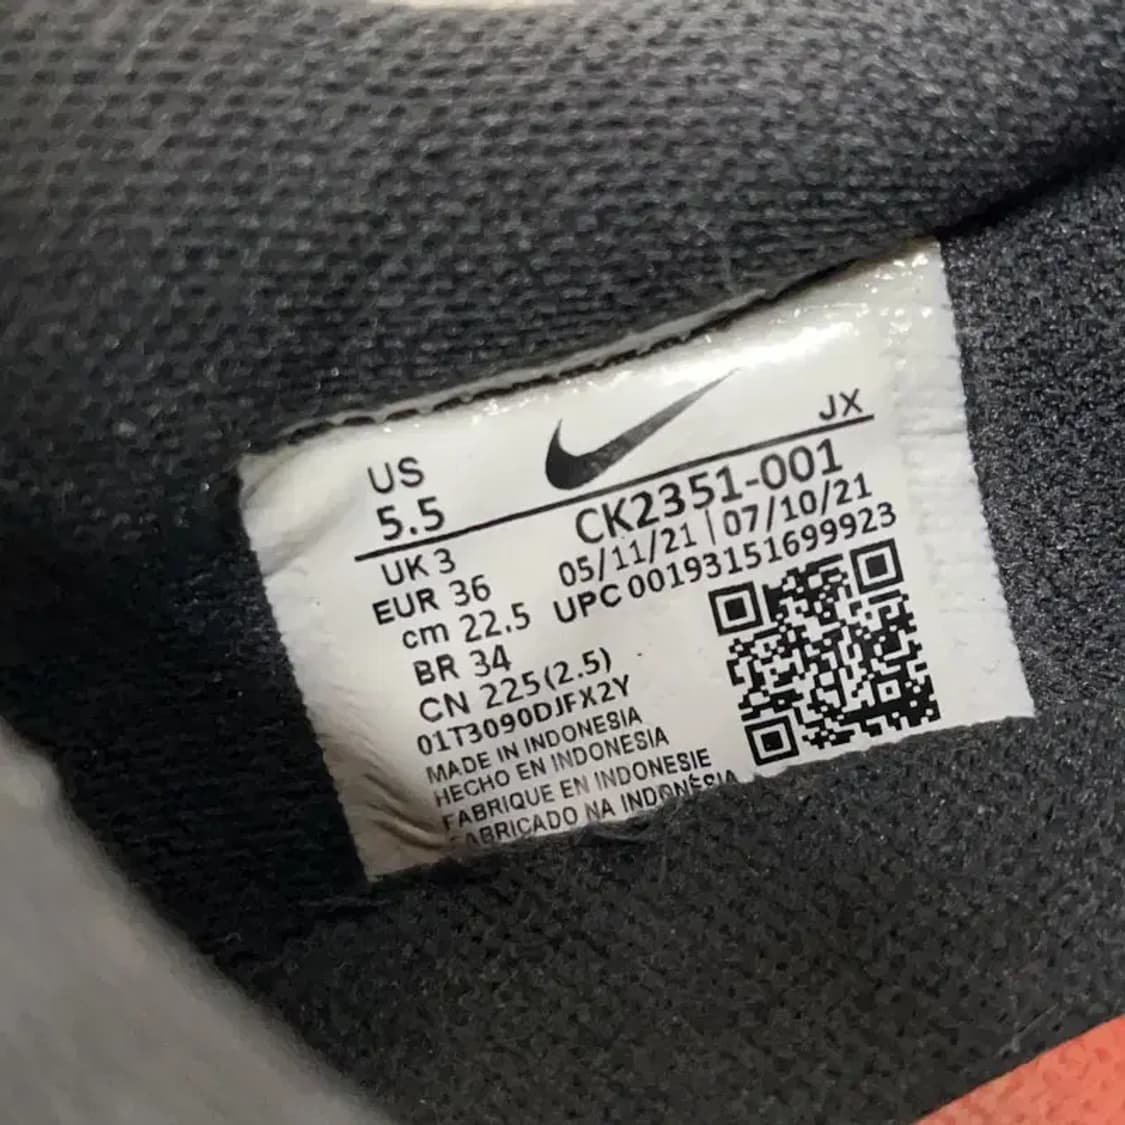 US
5.5
JX
CK2351-001
05/11/21 | 07/10/21
UPC 00193151699923
UK 3
EUR 36
cm 22.5
BR 34
CN 225(2.5)
01T3090DJFX2Y
MADE IN INDONESIA
HECHO EN INDONESIA
FABRIQUE EN INDONESIE
FABRICADO NA INDONÉSIA